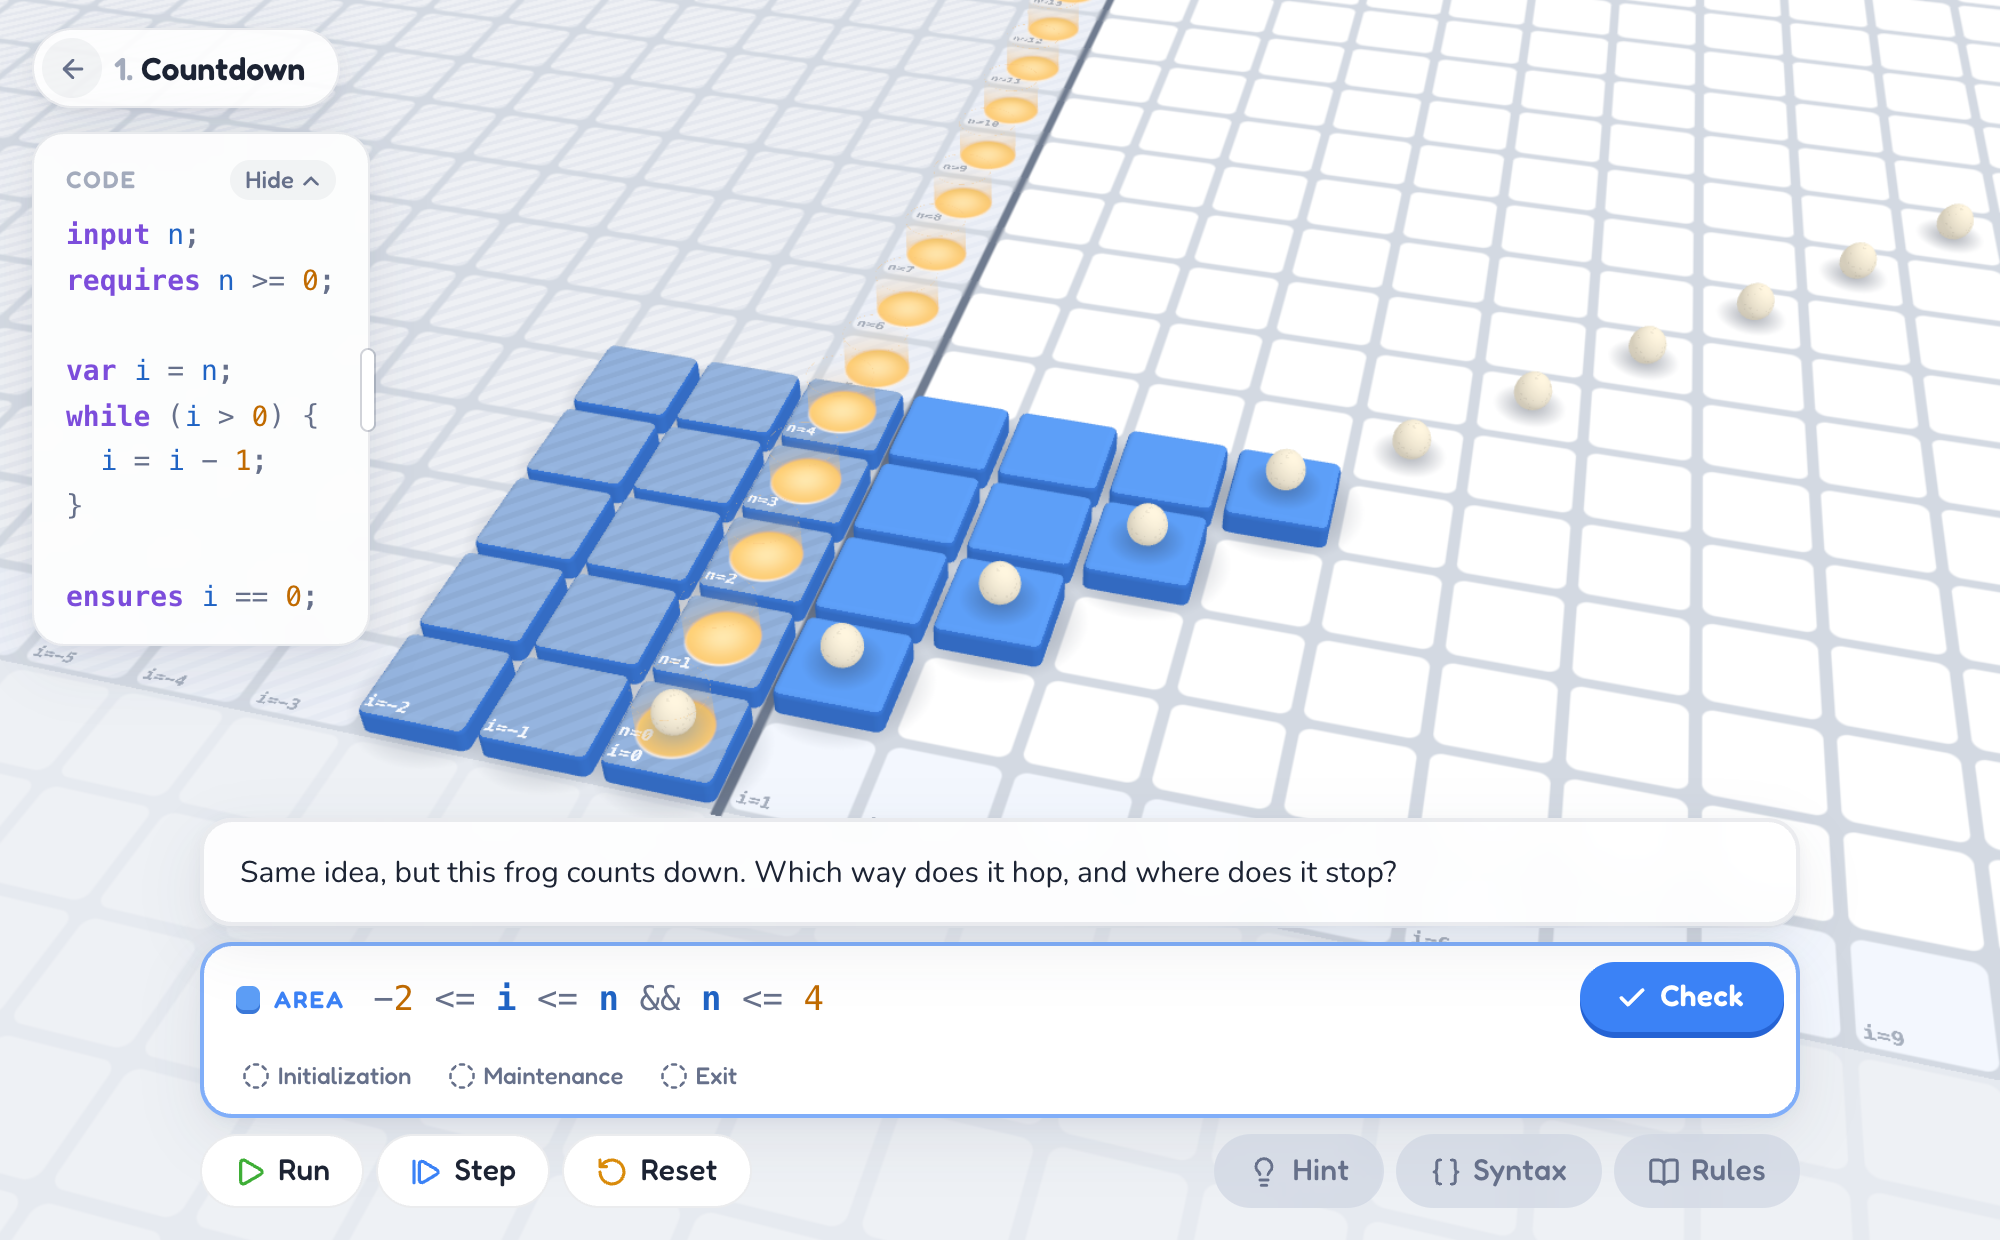 1. Countdown
CODE
Hide
input n;
requires n >= 0;
var i = n;
while (i > 0) {
i = i − 1;
}
ensures i == 0;
n=12
n=11
n=10
n=9
n=8
n=7
n=6
n=4
n=3
n=2
n=1
n=0
i=−5
i=−4
i=−3
i=−2
i=−1
i=0
i=1
i=9
Same idea, but this frog counts down. Which way does it hop, and where does it stop?
AREA −2 <= i <= n && n <= 4
Check
Initialization
Maintenance
Exit
Run
Step
Reset
Hint
Syntax
Rules